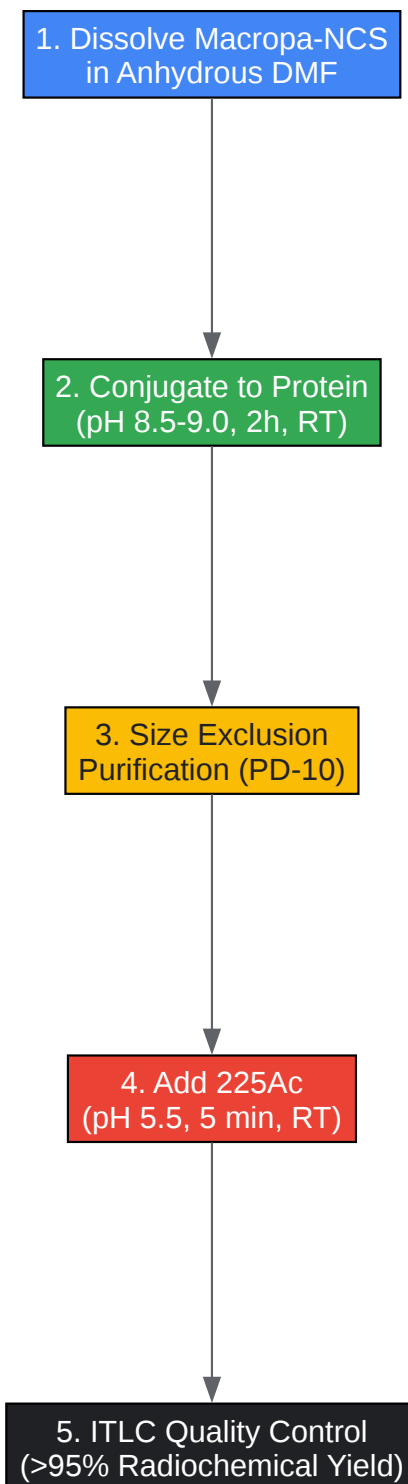 1. Dissolve Macropa-NCS
in Anhydrous DMF
2. Conjugate to Protein
(pH 8.5-9.0, 2h, RT)
3. Size Exclusion
Purification (PD-10)
4. Add 225Ac
(pH 5.5, 5 min, RT)
5. ITLC Quality Control
(>95% Radiochemical Yield)